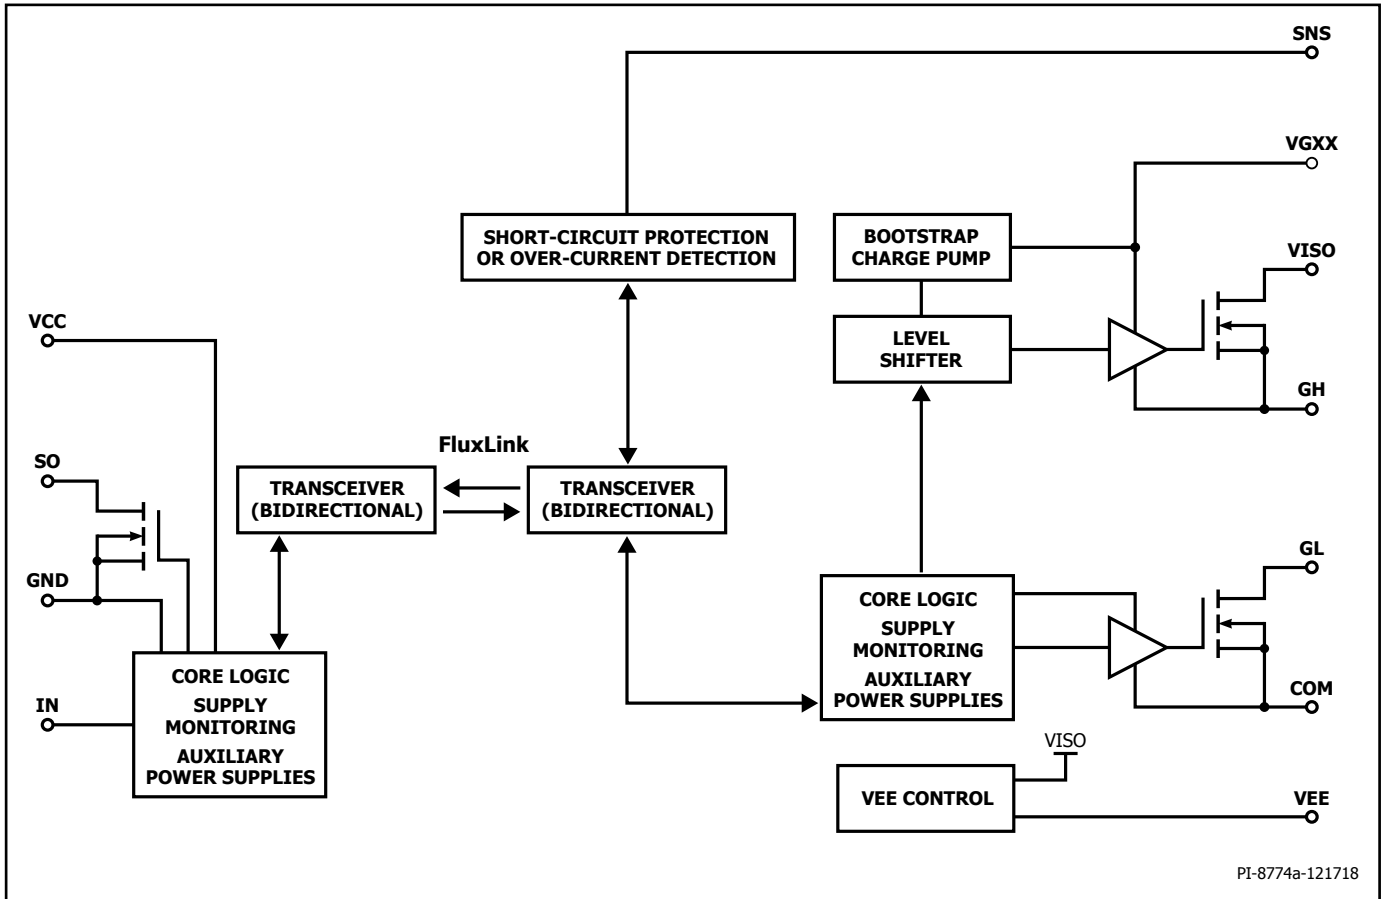 SNS
VGXX
SHORT-CIRCUIT PROTECTION
OR OVER-CURRENT DETECTION
BOOTSTRAP
CHARGE PUMP
VISO
VCC
LEVEL
SHIFTER
GH
FluxLink
SO
TRANSCEIVER
(BIDIRECTIONAL)
TRANSCEIVER
(BIDIRECTIONAL)
GND
GL
CORE LOGIC
SUPPLY
MONITORING
AUXILIARY
POWER SUPPLIES
COM
IN
CORE LOGIC
SUPPLY
MONITORING
AUXILIARY
POWER SUPPLIES
VISO
VEE CONTROL
VEE
PI-8774a-121718